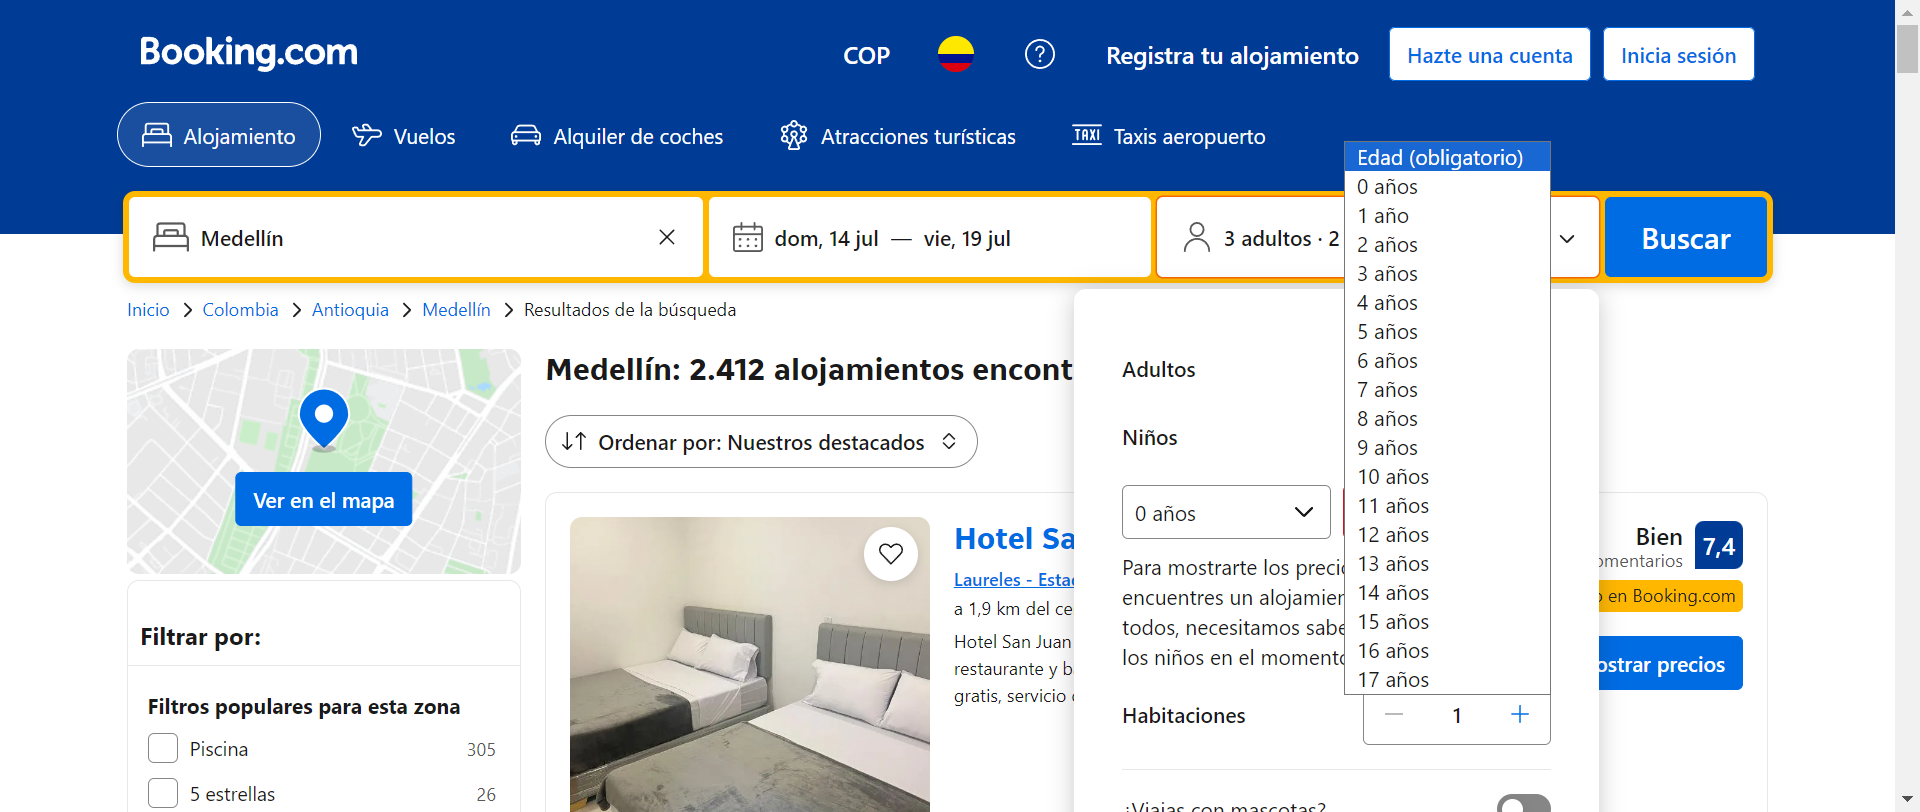 Booking.com
COP
Registra tu alojamiento
Hazte una cuenta
Inicia sesión
Alojamiento
Vuelos
Alquiler de coches
Atracciones turísticas
TAXI
Taxis aeropuerto
Medellín
dom, 14 jul — vie, 19 jul
3 adultos · 2
Buscar
Edad (obligatorio)
0 años
1 año
2 años
3 años
4 años
5 años
6 años
7 años
8 años
9 años
10 años
11 años
12 años
13 años
14 años
15 años
16 años
17 años
Inicio > Colombia > Antioquia > Medellín > Resultados de la búsqueda
Ver en el mapa
Medellín: 2.412 alojamientos encont
Ordenar por: Nuestros destacados
Adultos
Niños
0 años
Para mostrarte los preci
encuentres un alojamie
todos, necesitamos sabe
los niños en el momento
Habitaciones
1
¿Viajas con mascotas?
Filtrar por:
Filtros populares para esta zona
Piscina 305
5 estrellas 26
Hotel Sa
Laureles - Esta
a 1,9 km del ce
Hotel San Juan
restaurante y b
gratis, servicio
Bien
omentarios
7,4
o en Booking.com
ostrar precios